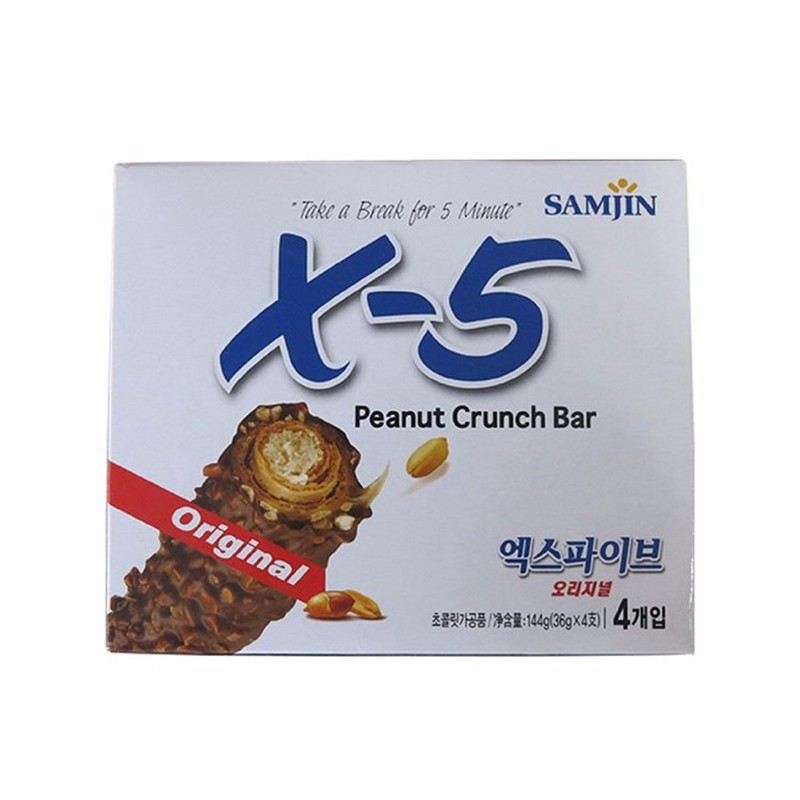 "Take a Break for 5 Minute"
SAMJIN
X-5
Peanut Crunch Bar
Original
엑스파이브
오리지널
초콜릿가공품/净含量:144g(36g×4支) | 4개입